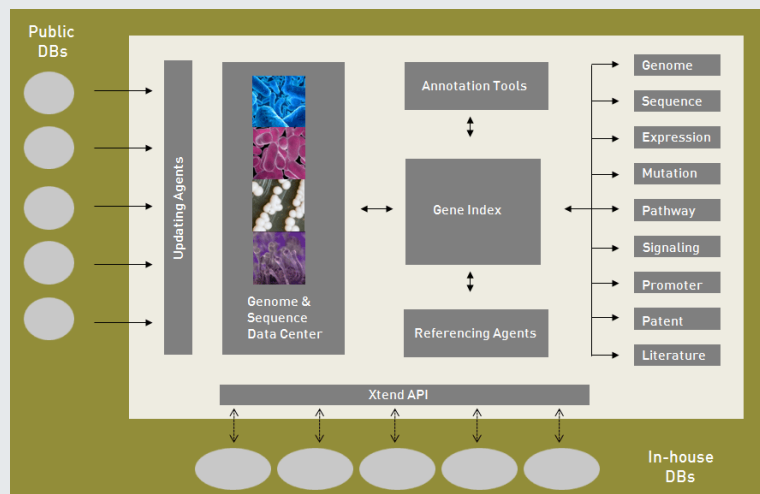 Public
DBs
Updating Agents
Genome &
Sequence
Data Center
Annotation Tools
Gene Index
Referencing Agents
Genome
Sequence
Expression
Mutation
Pathway
Signaling
Promoter
Patent
Literature
Xtend API
In-house
DBs